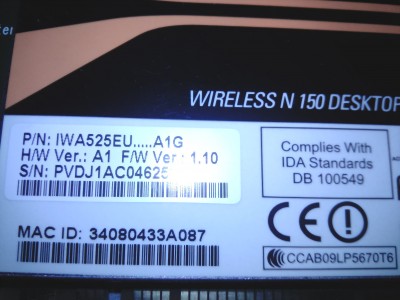 WIRELESS N 150 DESKTOP
P/N: IWA525EU.....A1G
H/W Ver.: A1 F/W Ver.: 1.10
S/N: PVDJ1AC04625
MAC ID: 34080433A087
Complies with
IDA Standards
DB 100549
CE
CCAB09LP5670T6